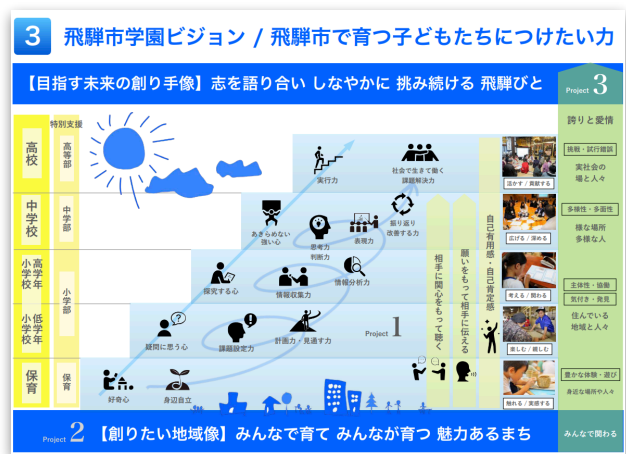 3 飛騨市学園ビジョン / 飛騨市で育つ子どもたちにつけたい力
【目指す未来の創り手像】志を語り合い しなやかに 挑み続ける 飛騨びと
Project 3
誇りと愛情
特別支援
高校
高等部
実行力
社会で生きて働く
課題解決力
活かす / 貢献する
挑戦・試行錯誤
実社会の
場と人々
中学校
中学部
あきらめない
強い心
思考力
判断力
表現力
振り返り
改善する力
広げる / 深める
多様性・多面性
様な場所
多様な人
小学校 高学年
小学部
探究する心
情報収集力
情報分析力
相手に関心をもって聴く
願いをもって相手に伝える
自己有用感・自己肯定感
考える / 関わる
主体性・協働
気付き・発見
小学校 低学年
疑問に思う心
課題設定力
計画力・見通す力
Project 1
楽しむ / 親しむ
住んでいる
地域と人々
保育
保育
好奇心
身辺自立
触れる / 実感する
豊かな体験・遊び
身近な場所や人々
Project 2 【創りたい地域像】みんなで育て みんなが育つ 魅力あるまち
みんなで関わる